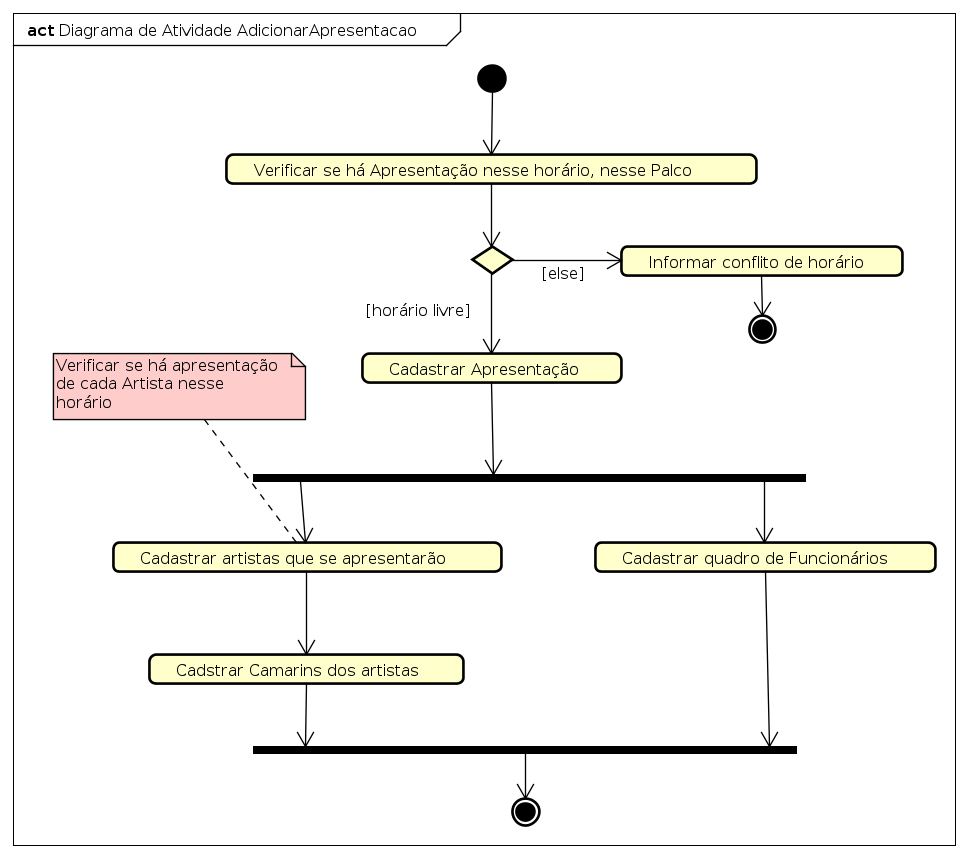 act Diagrama de Atividade AdicionarApresentacao
Verificar se há Apresentação nesse horário, nesse Palco
Informar conflito de horário
[else]
[horário livre]
Verificar se há apresentação
de cada Artista nesse
horário
Cadastrar Apresentação
Cadastrar artistas que se apresentarão
Cadastrar quadro de Funcionários
Cadstrar Camarins dos artistas